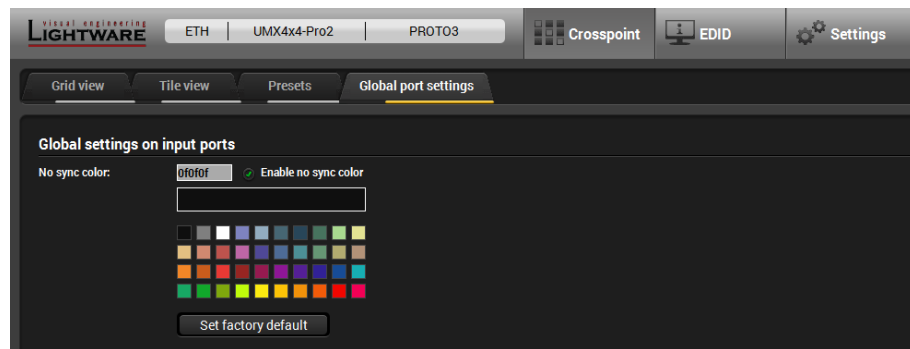 visual engineering
LIGHTWARE
ETH UMX4x4-Pro2 PROTO3
Crosspoint
EDID
Settings
Grid view
Tile view
Presets
Global port settings
Global settings on input ports
No sync color: 0f0f0f Enable no sync color
Set factory default